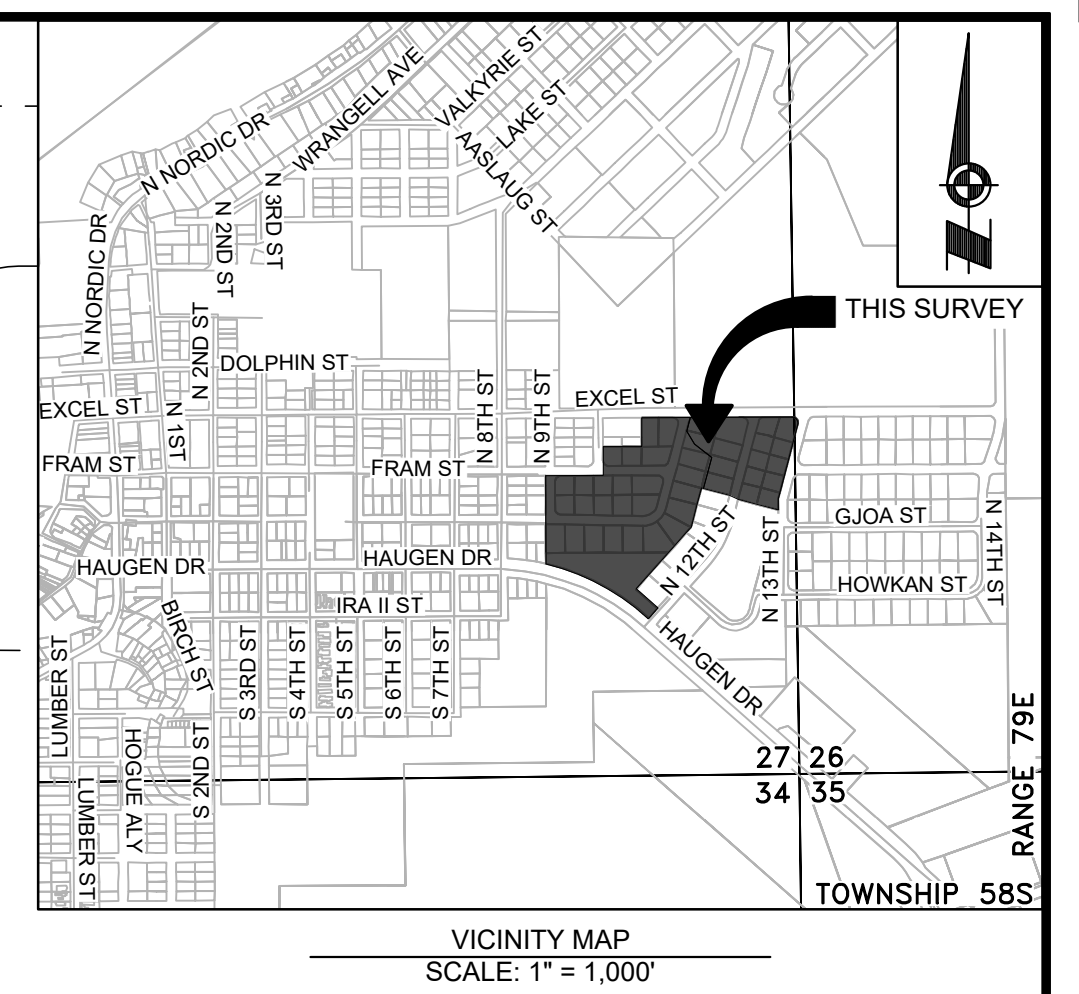 VALKYRIE ST
WRANGELL AVE
LAKE ST
N NORDIC DR
AASLAUG ST
N 3RD ST
N 2ND ST
N NORDIC DR
N
THIS SURVEY
N 2ND ST
DOLPHIN ST
EXCEL ST
N 8TH ST
N 9TH ST
EXCEL ST
N 1ST
FRAM ST
FRAM ST
GJOA ST
N 14TH ST
N 12TH ST
N 13TH ST
HAUGEN DR
HAUGEN DR
HOWKAN ST
IRA II ST
BIRCH ST
HAUGEN DR
LUMBER ST
S 3RD ST
S 4TH ST
S 5TH ST
S 6TH ST
S 7TH ST
HOGUE ALY
S 2ND ST
27 26
34 35
RANGE 79E
LUMBER ST
TOWNSHIP 58S
VICINITY MAP
SCALE: 1" = 1,000'